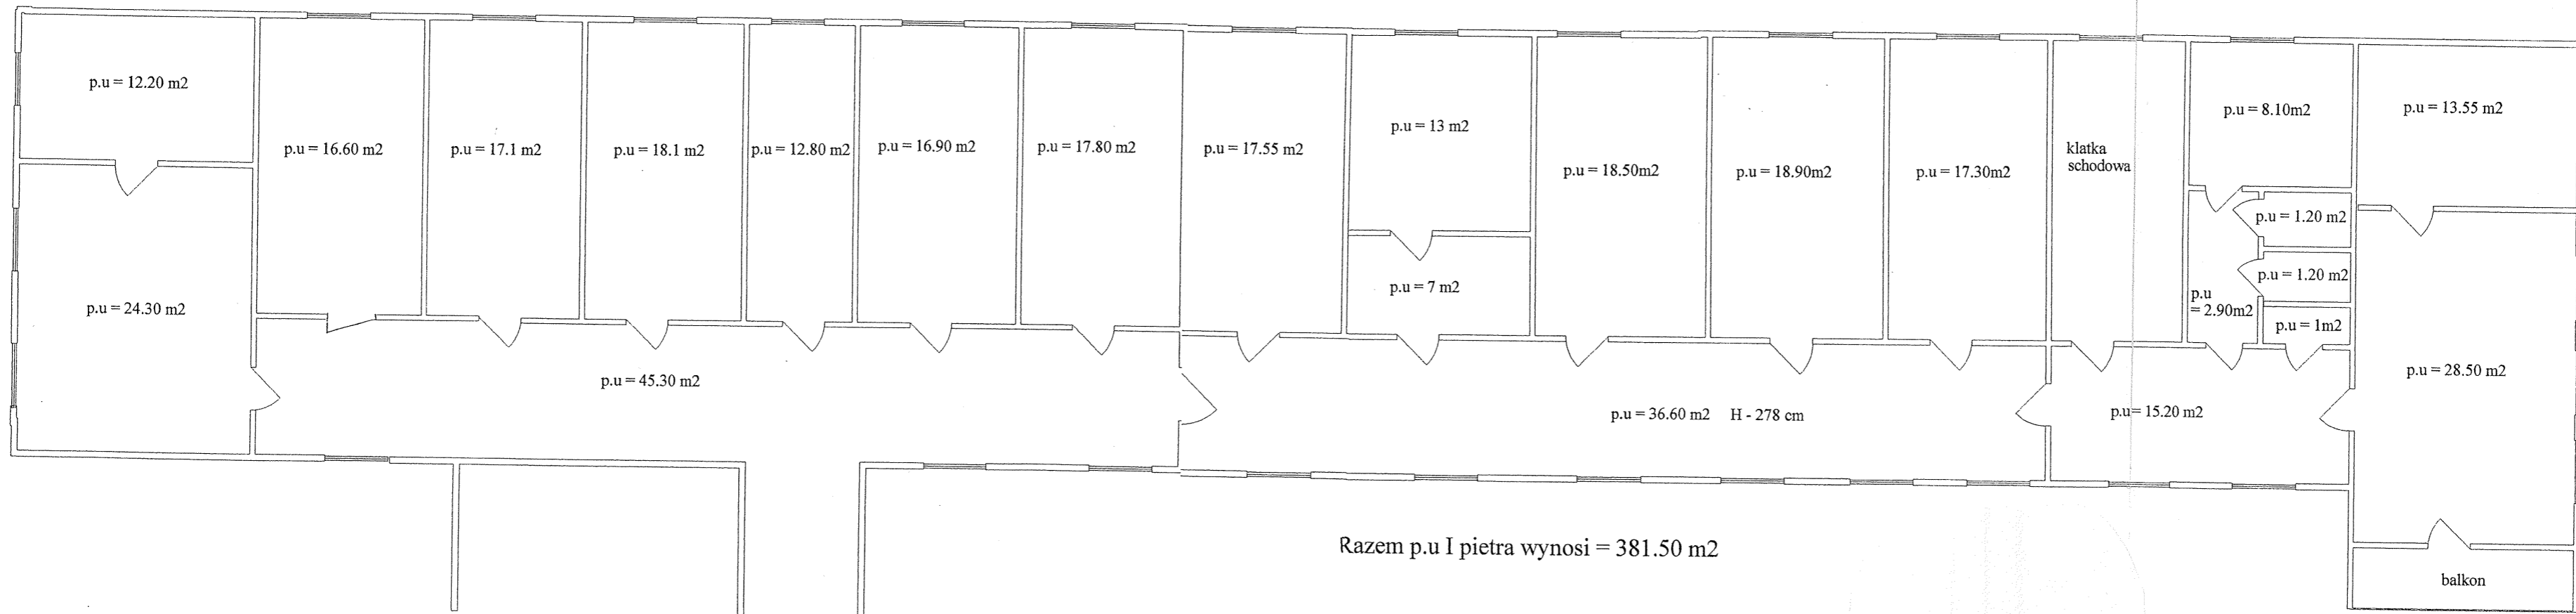 p.u = 12.20 m2
p.u = 16.60 m2
p.u = 17.1 m2
p.u = 18.1 m2
p.u = 12.80 m2
p.u = 16.90 m2
p.u = 17.80 m2
p.u = 17.55 m2
p.u = 13 m2
p.u = 18.50m2
p.u = 18.90m2
p.u = 17.30m2
klatka
schodowa
p.u = 8.10m2
p.u = 13.55 m2
p.u = 1.20 m2
p.u = 1.20 m2
p.u
= 2.90m2
p.u = 1m2
p.u = 24.30 m2
p.u = 7 m2
p.u = 28.50 m2
p.u = 45.30 m2
p.u = 36.60 m2 H - 278 cm
p.u= 15.20 m2
Razem p.u I pietra wynosi = 381.50 m2
balkon